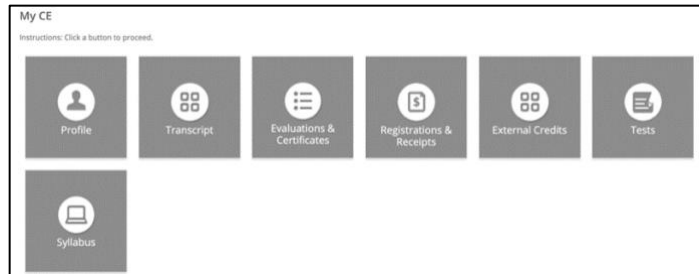 My CE
Instructions: Click a button to proceed.
Profile
Transcript
Evaluations &
Certificates
Registrations &
Receipts
External Credits
Tests
Syllabus